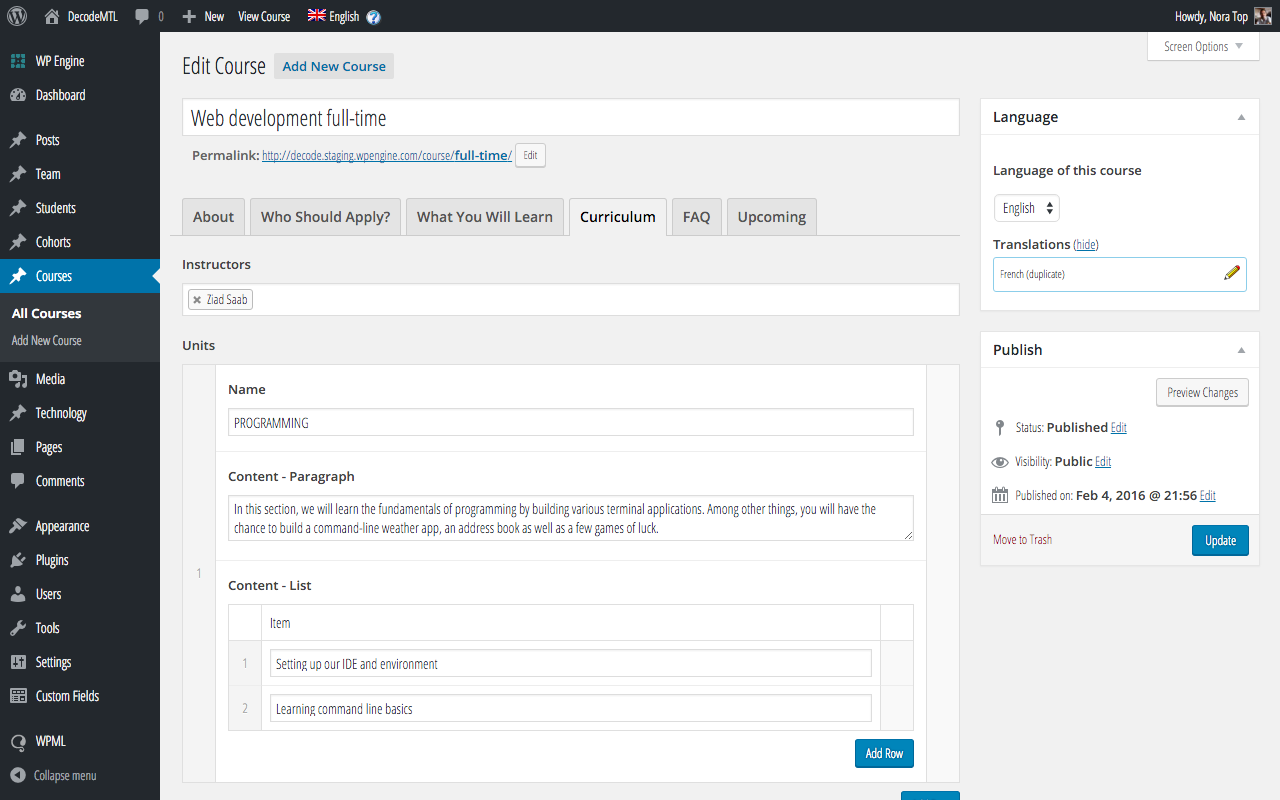 DecodeMTL 0 New View Course English Howdy, Nora Top
WP Engine
Dashboard
Posts
Team
Students
Cohorts
Courses
All Courses
Add New Course
Media
Technology
Pages
Comments
Appearance
Plugins
Users
Tools
Settings
Custom Fields
WPML
Collapse menu
Screen Options
Edit Course Add New Course
Web development full-time
Permalink: http://decode.staging.wpengine.com/course/full-time/ Edit
About Who Should Apply? What You Will Learn Curriculum FAQ Upcoming
Instructors
Ziad Saab
Units
1
Name
PROGRAMMING
Content - Paragraph
In this section, we will learn the fundamentals of programming by building various terminal applications. Among other things, you will have the
chance to build a command-line weather app, an address book as well as a few games of luck.
Content - List
Item
1 Setting up our IDE and environment
2 Learning command line basics
Add Row
Language
Language of this course
English
Translations (hide)
French (duplicate)
Publish
Preview Changes
Status: Published Edit
Visibility: Public Edit
Published on: Feb 4, 2016 @ 21:56 Edit
Move to Trash Update